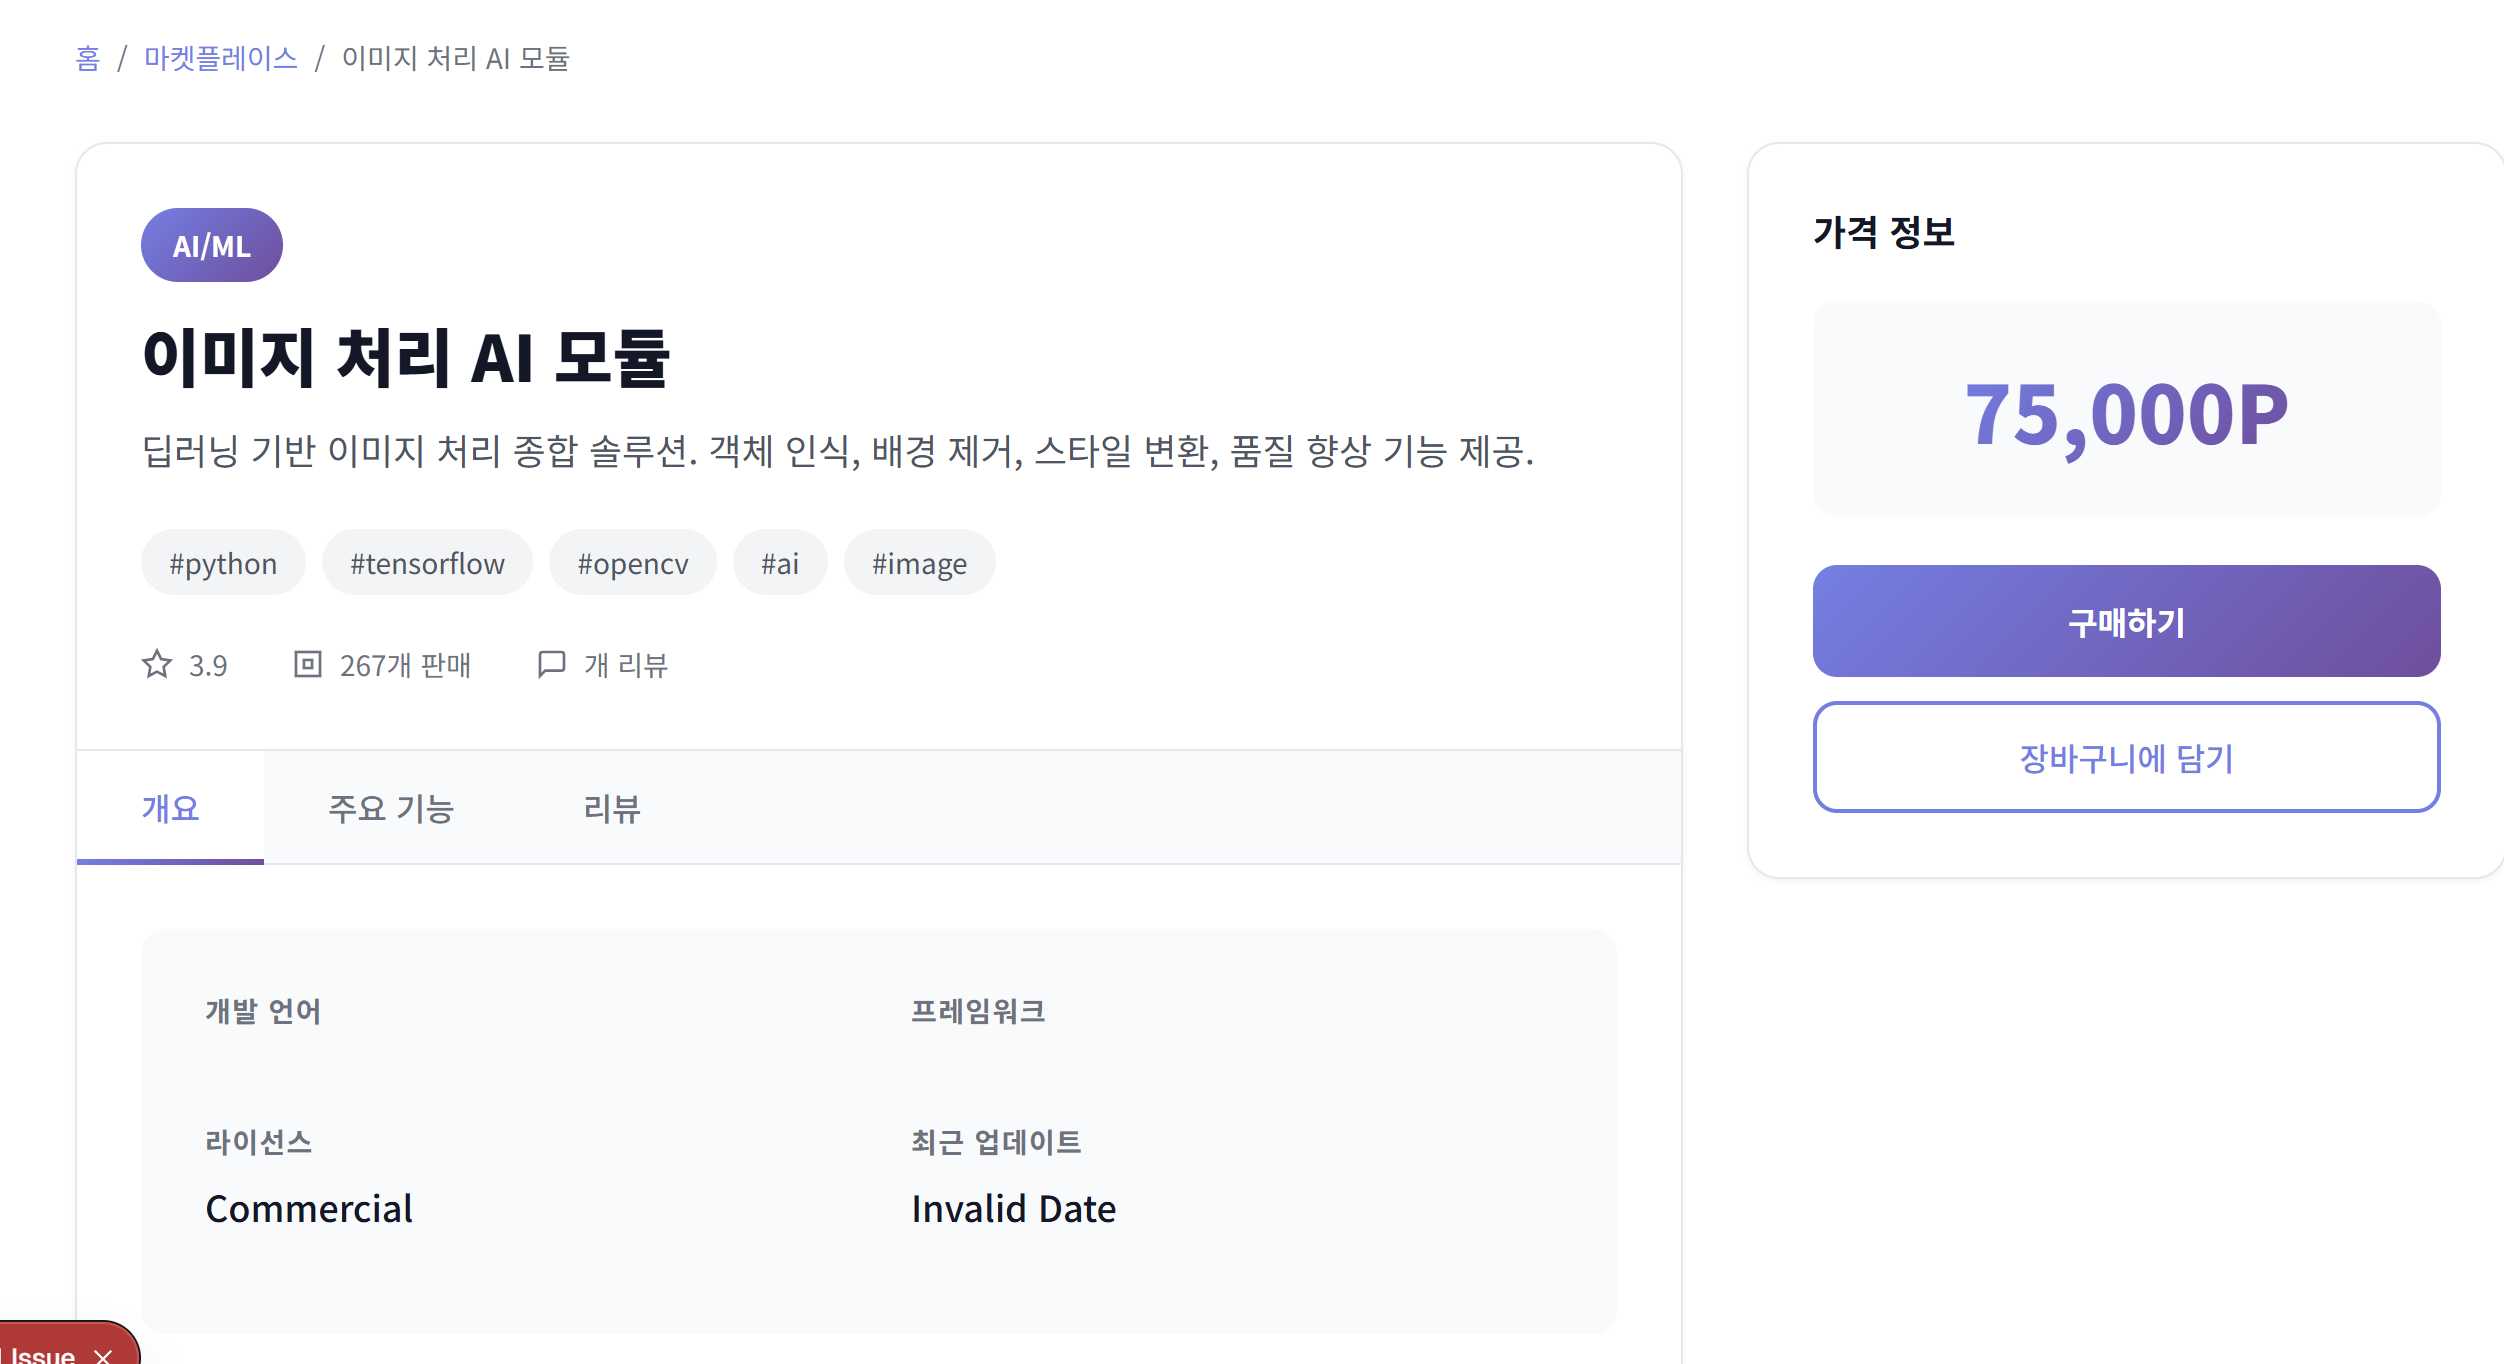 홈 / 마켓플레이스 / 이미지 처리 AI 모듈
AI/ML
이미지 처리 AI 모듈
딥러닝 기반 이미지 처리 종합 솔루션. 객체 인식, 배경 제거, 스타일 변환, 품질 향상 기능 제공.
#python #tensorflow #opencv #ai #image
3.9 267개 판매 개 리뷰
개요 주요 기능 리뷰
개발 언어
프레임워크
라이선스
Commercial
최근 업데이트
Invalid Date
가격 정보
75,000P
구매하기
장바구니에 담기
Issue